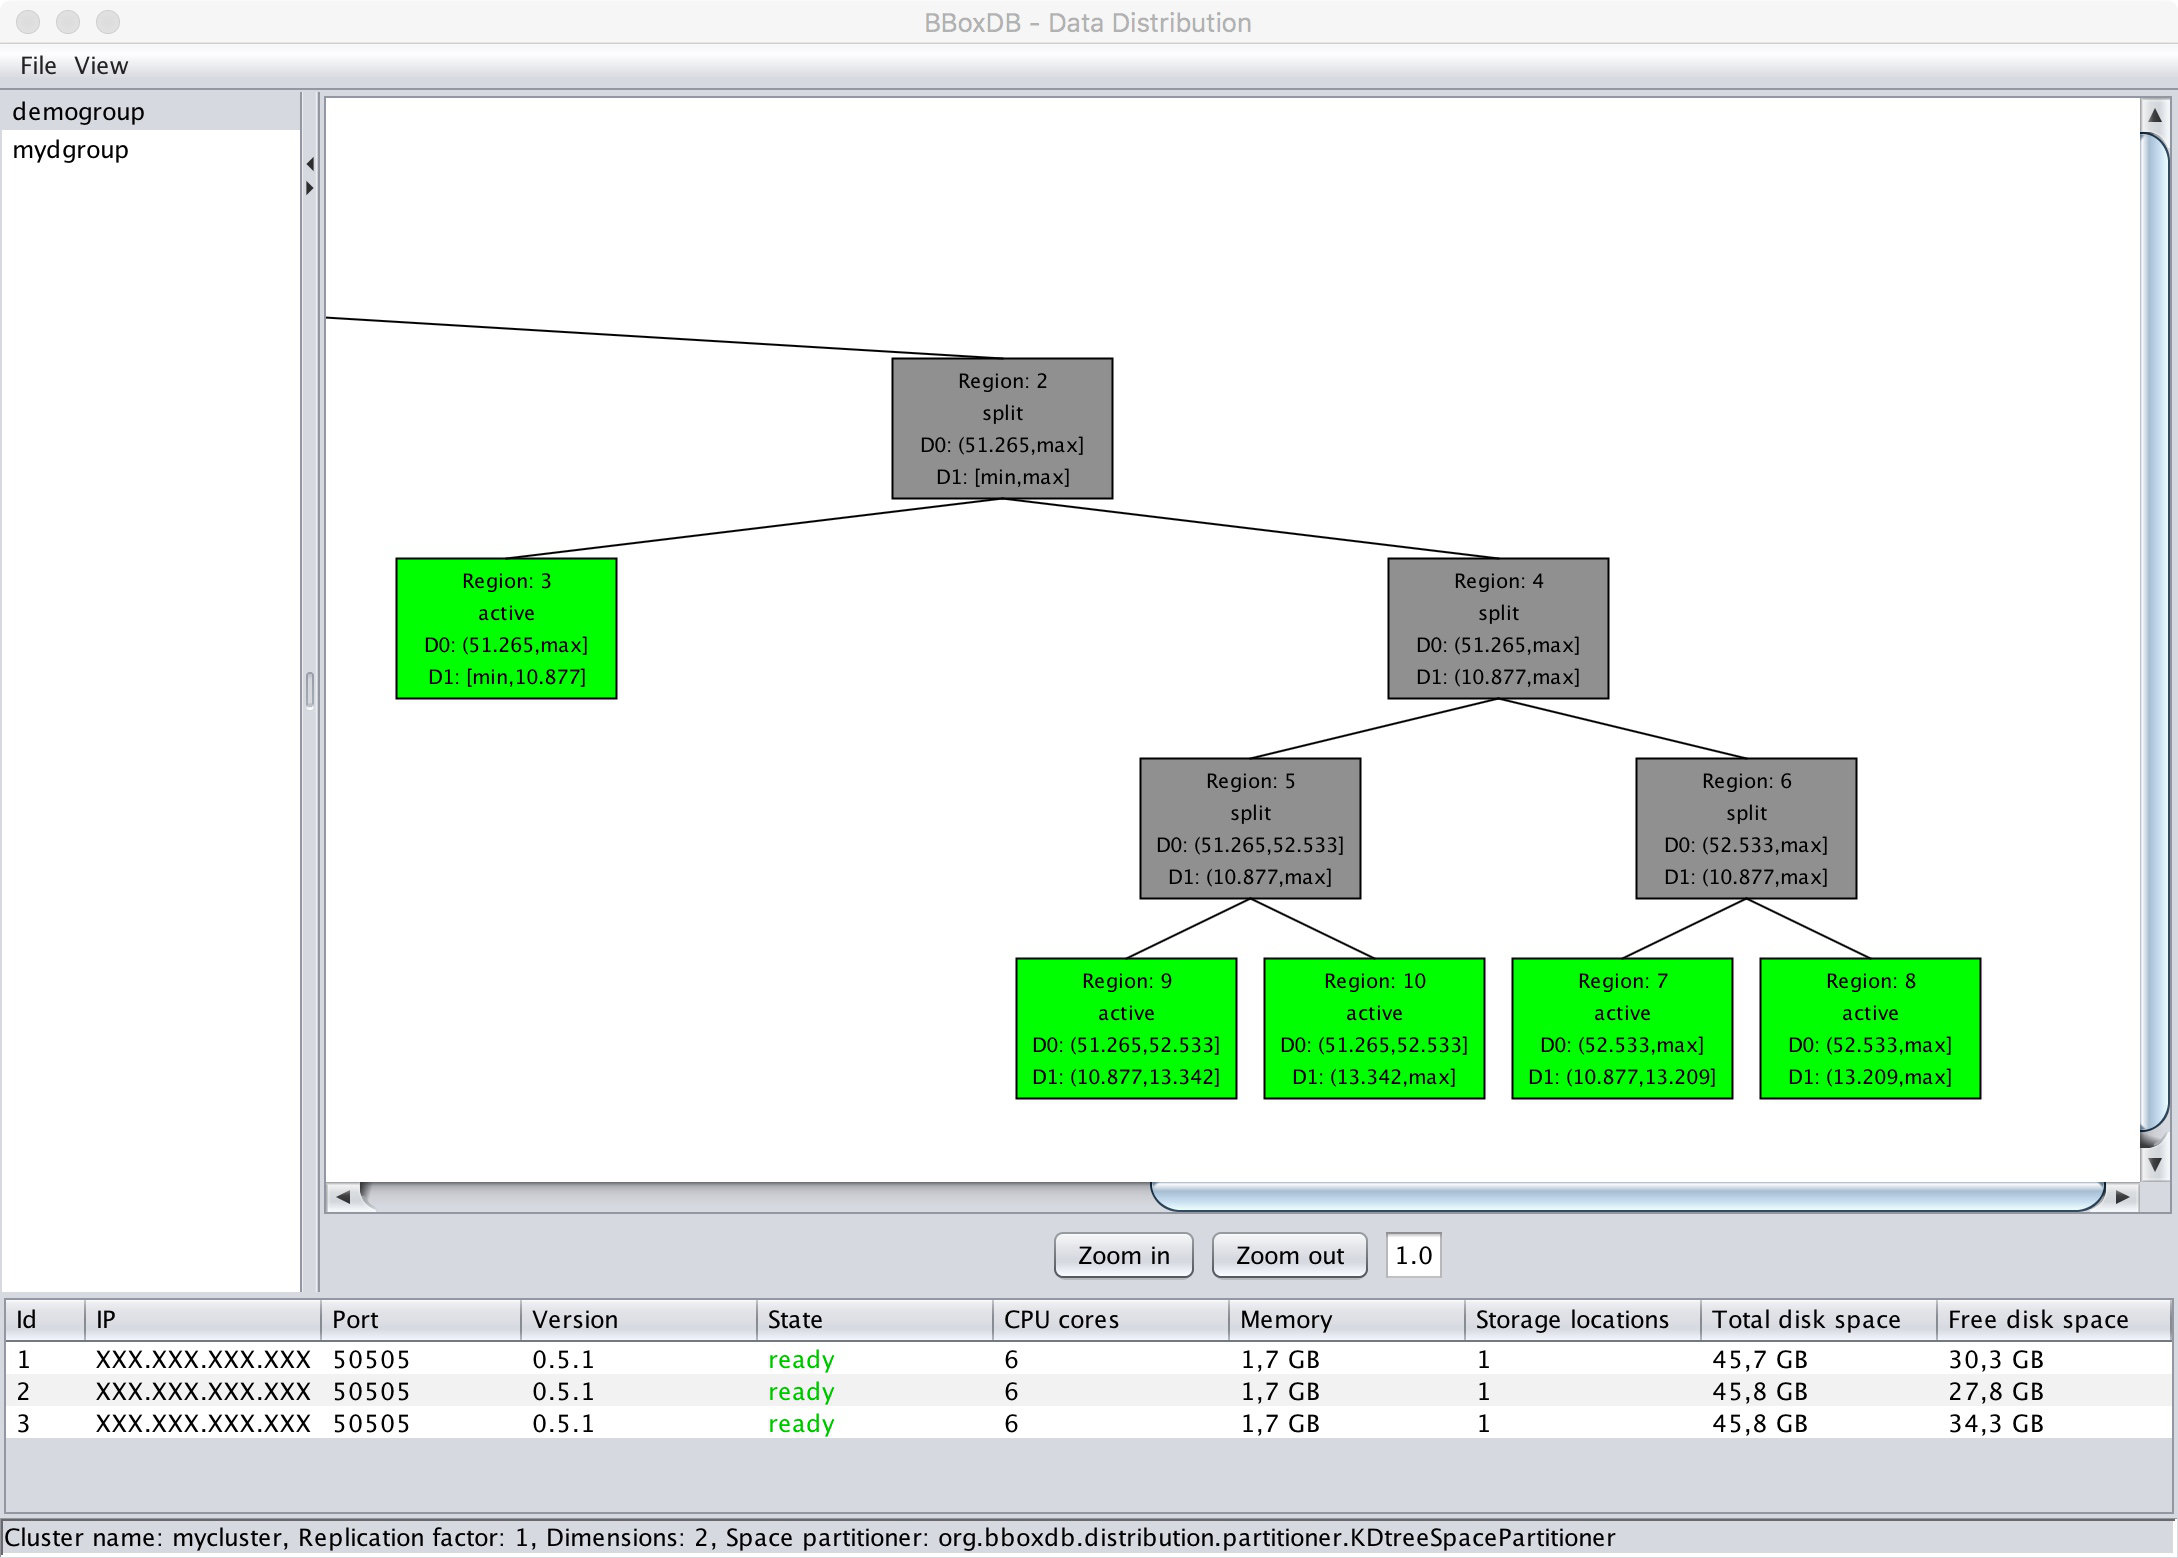 BBoxDB - Data Distribution
File View
demogroup
mydgroup
Region: 2
split
D0: (51.265,max]
D1: [min,max]
Region: 3
active
D0: (51.265,max]
D1: [min,10.877]
Region: 4
split
D0: (51.265,max]
D1: (10.877,max]
Region: 5
split
D0: (51.265,52.533]
D1: (10.877,max]
Region: 6
split
D0: (52.533,max]
D1: (10.877,max]
Region: 9
active
D0: (51.265,52.533]
D1: (10.877,13.342]
Region: 10
active
D0: (51.265,52.533]
D1: (13.342,max]
Region: 7
active
D0: (52.533,max]
D1: (10.877,13.209]
Region: 8
active
D0: (52.533,max]
D1: (13.209,max]
Zoom in Zoom out 1.0
Id IP Port Version State CPU cores Memory Storage locations Total disk space Free disk space
1 XXX.XXX.XXX.XXX 50505 0.5.1 ready 6 1,7 GB 1 45,7 GB 30,3 GB
2 XXX.XXX.XXX.XXX 50505 0.5.1 ready 6 1,7 GB 1 45,8 GB 27,8 GB
3 XXX.XXX.XXX.XXX 50505 0.5.1 ready 6 1,7 GB 1 45,8 GB 34,3 GB
Cluster name: mycluster, Replication factor: 1, Dimensions: 2, Space partitioner: org.bboxdb.distribution.partitioner.KDtreeSpacePartitioner